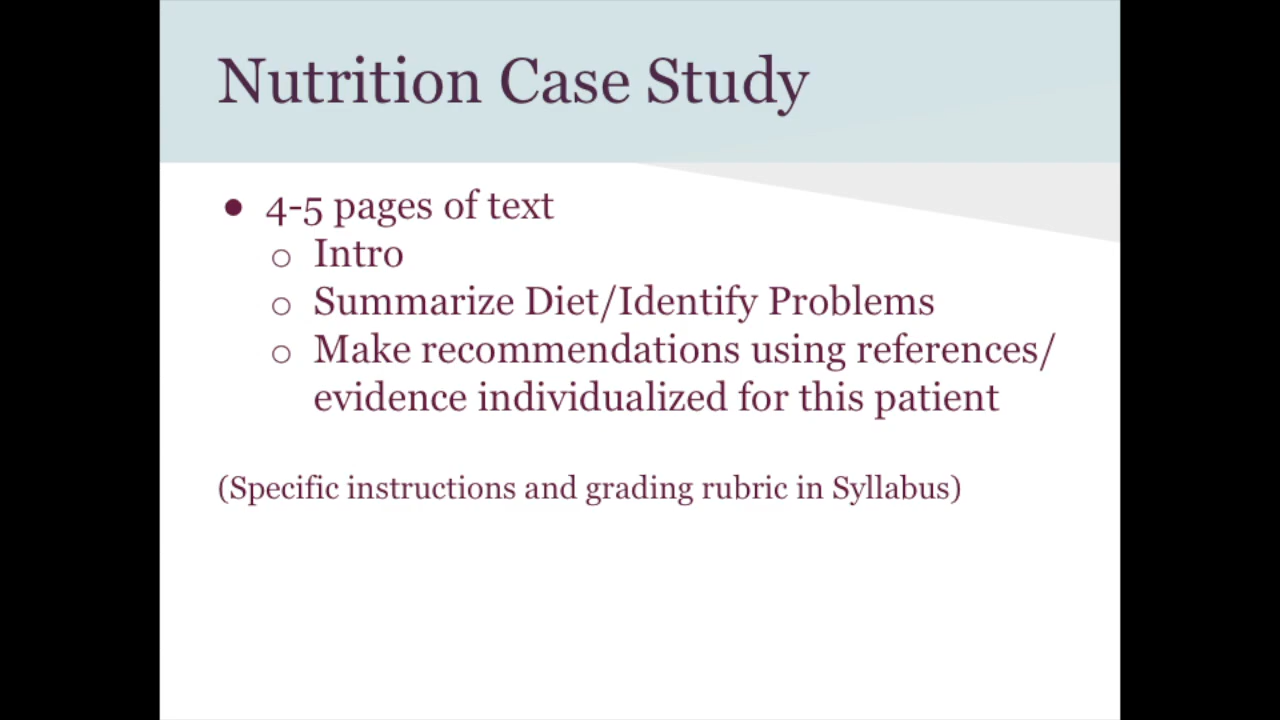 Nutrition Case Study
● 4-5 pages of text
○ Intro
○ Summarize Diet/Identify Problems
○ Make recommendations using references/
evidence individualized for this patient
(Specific instructions and grading rubric in Syllabus)